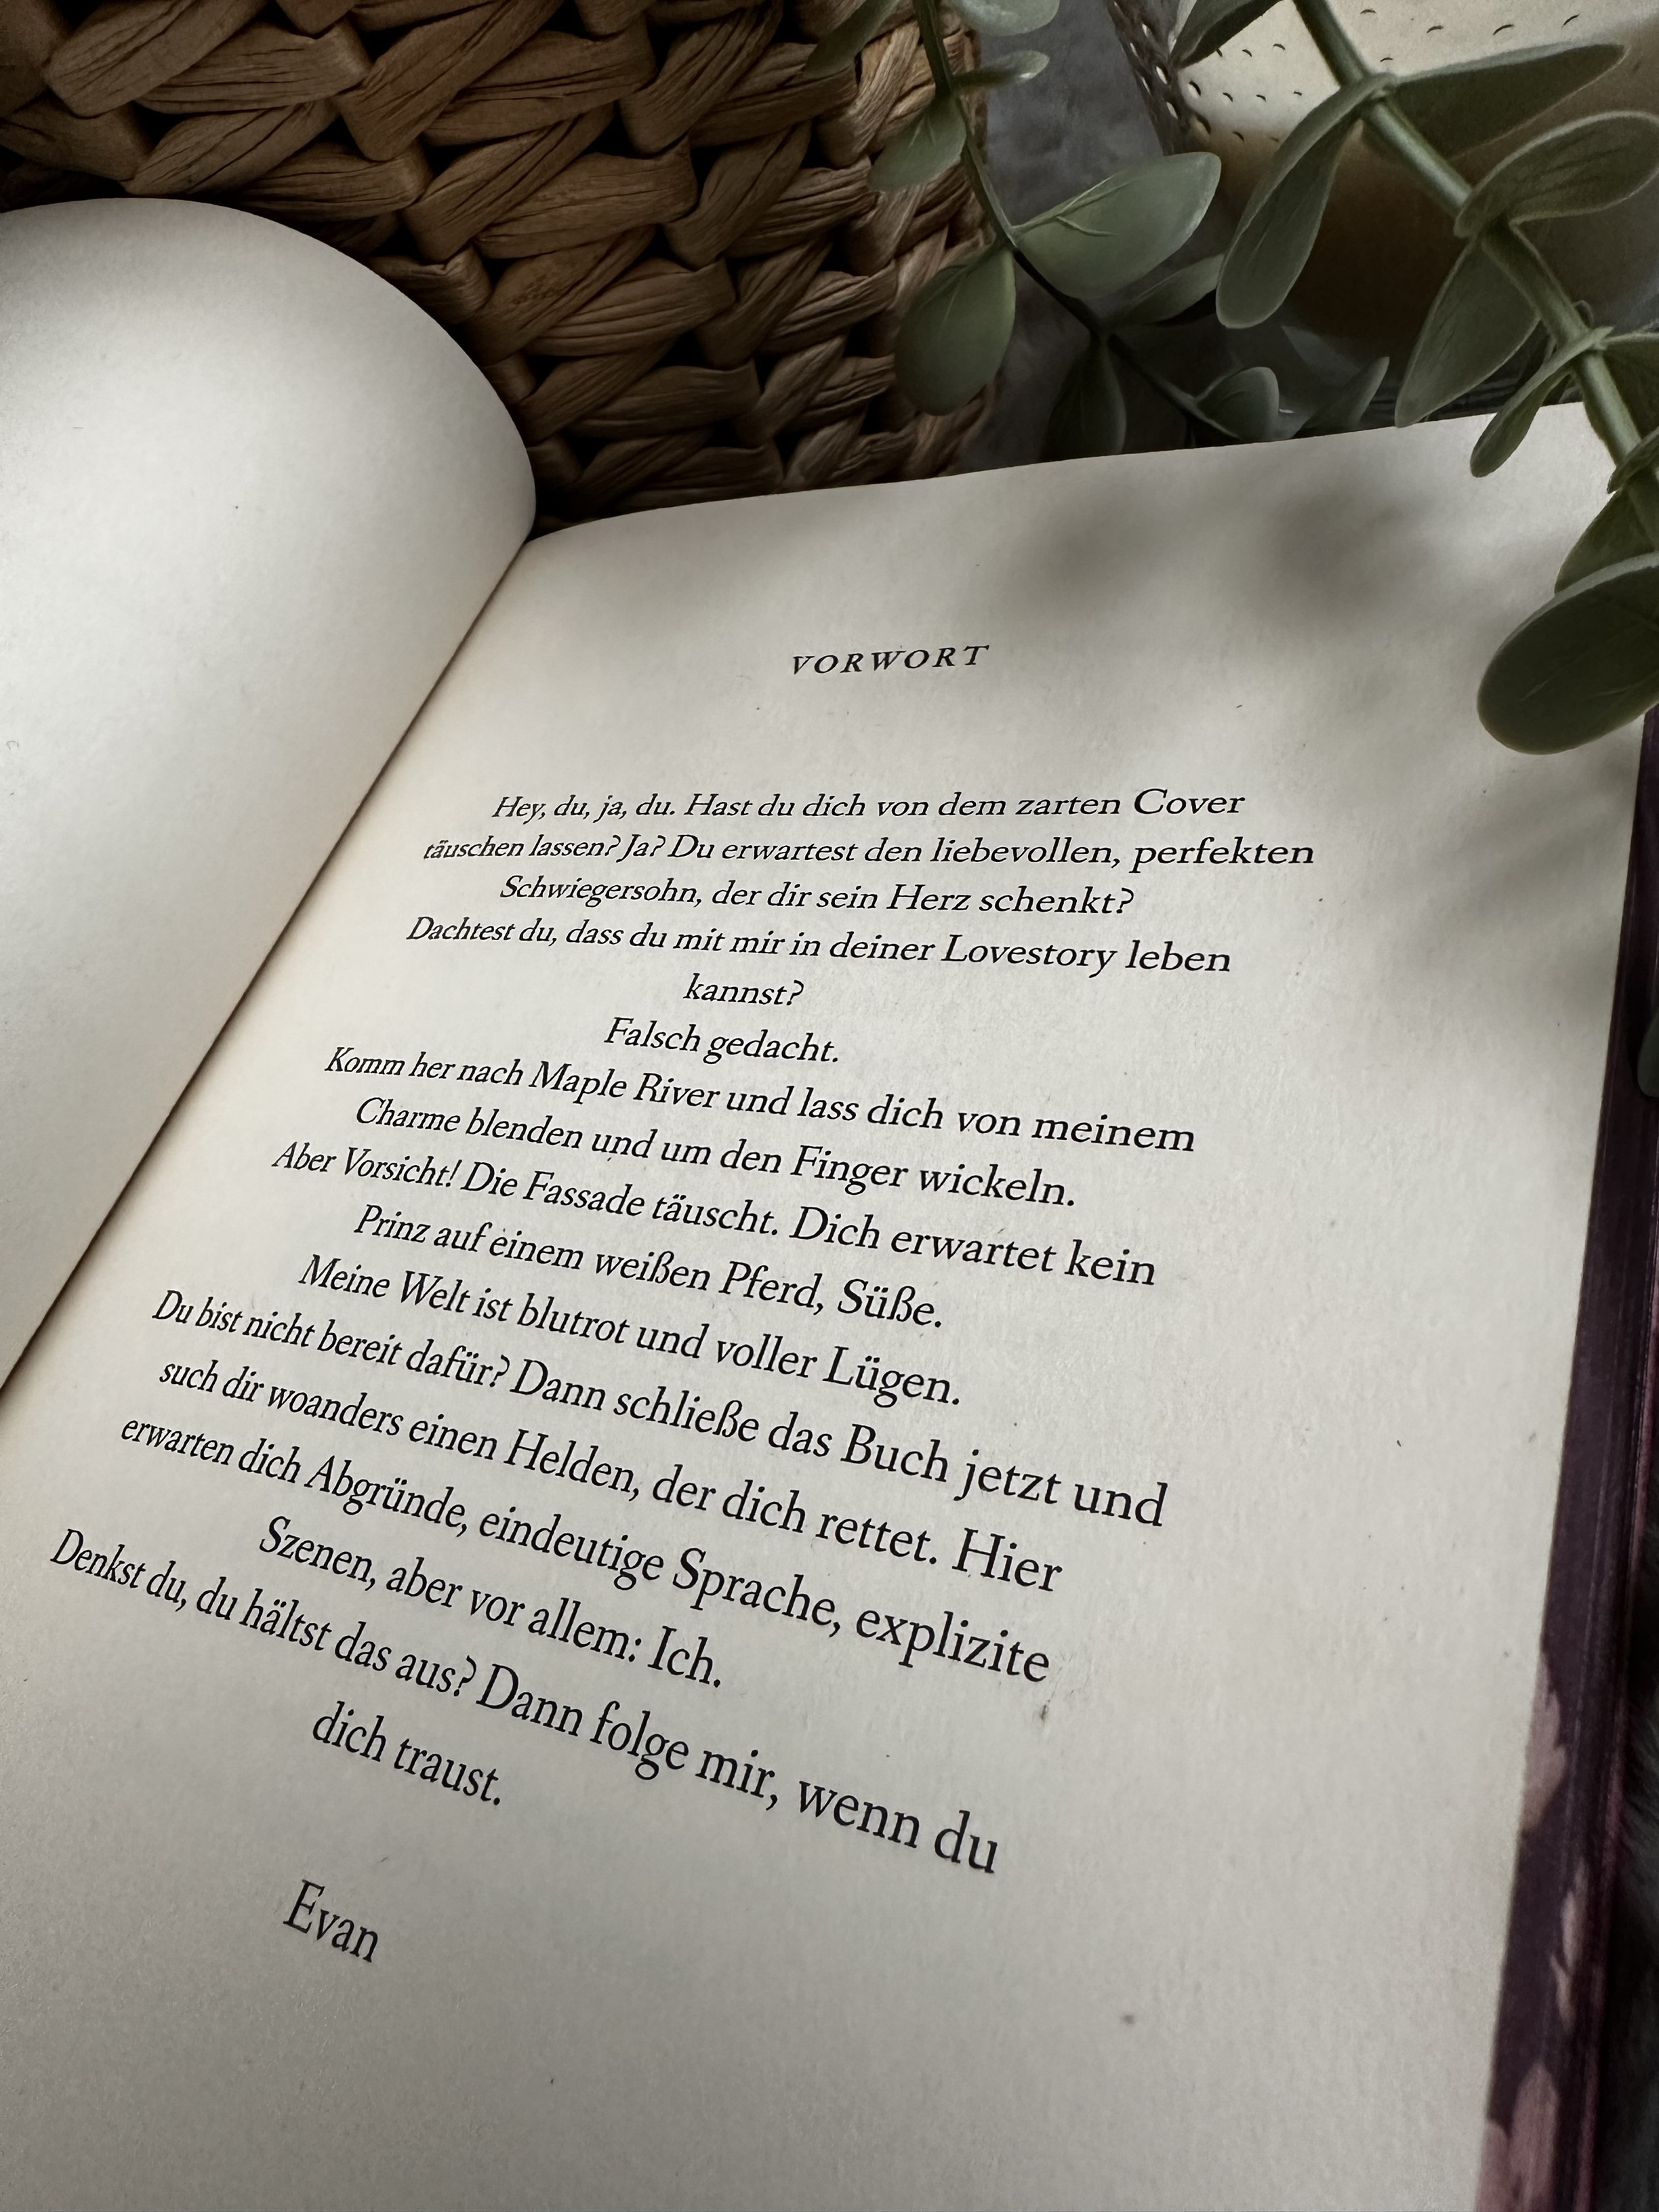 VORWORT
Hey, du, ja, du. Hast du dich von dem zarten Cover
täuschen lassen? Ja? Du erwartest den liebevollen, perfekten
Schwiegersohn, der dir sein Herz schenkt?
Dachtest du, dass du mit mir in deiner Lovestory leben
kannst?
Falsch gedacht.
Komm her nach Maple River und lass dich von meinem
Charme blenden und um den Finger wickeln.
Aber Vorsicht! Die Fassade täuscht. Dich erwartet kein
Prinz auf einem weißen Pferd, Süße.
Meine Welt ist blutrot und voller Lügen.
Du bist nicht bereit dafür? Dann schließe das Buch jetzt und
such dir woanders einen Helden, der dich rettet. Hier
erwarten dich Abgründe, eindeutige Sprache, explizite
Szenen, aber vor allem: Ich.
Denkst du, du hältst das aus? Dann folge mir, wenn du
dich traust.
Evan